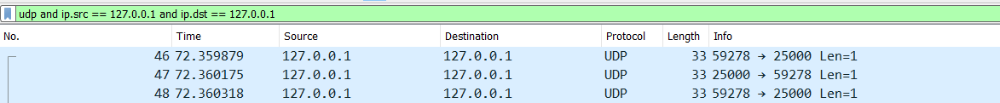 udp and ip.src == 127.0.0.1 and ip.dst == 127.0.0.1
No. Time Source Destination Protocol Length Info
46 72.359879 127.0.0.1 127.0.0.1 UDP 33 59278 → 25000 Len=1
47 72.360175 127.0.0.1 127.0.0.1 UDP 33 25000 → 59278 Len=1
48 72.360318 127.0.0.1 127.0.0.1 UDP 33 59278 → 25000 Len=1